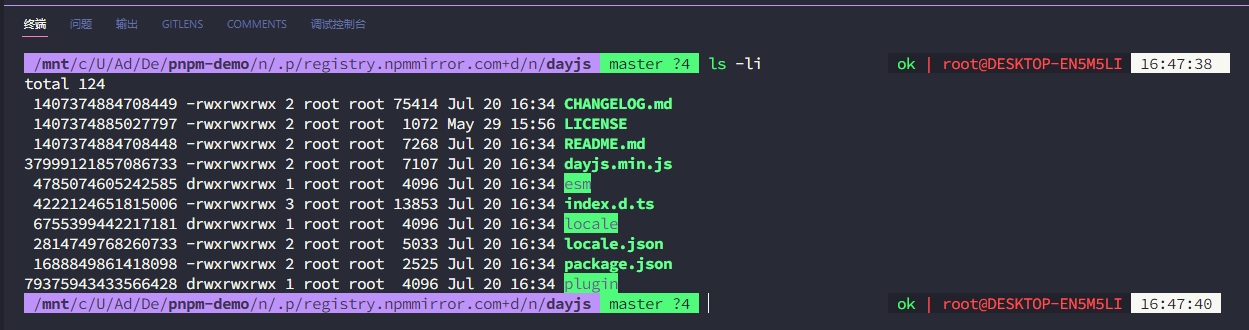 终端 问题 输出 GITLENS COMMENTS 调试控制台
/mnt/c/U/Ad/De/pnpm-demo/n/.p/registry.npmmirror.com+d/n/dayjs master ?4 ls -li ok | root@DESKTOP-EN5M5LI 16:47:38
total 124
1407374884708449 -rwxrwxrwx 2 root root 75414 Jul 20 16:34 CHANGELOG.md
1407374885027797 -rwxrwxrwx 2 root root 1072 May 29 15:56 LICENSE
1407374884708448 -rwxrwxrwx 2 root root 7268 Jul 20 16:34 README.md
37999121857086733 -rwxrwxrwx 2 root root 7107 Jul 20 16:34 dayjs.min.js
4785074605242585 drwxrwxrwx 1 root root 4096 Jul 20 16:34 esm
4222124651815006 -rwxrwxrwx 3 root root 13853 Jul 20 16:34 index.d.ts
6755399442217181 drwxrwxrwx 1 root root 4096 Jul 20 16:34 locale
2814749768260733 -rwxrwxrwx 2 root root 5033 Jul 20 16:34 locale.json
1688849861418098 -rwxrwxrwx 2 root root 2525 Jul 20 16:34 package.json
79375943433566428 drwxrwxrwx 1 root root 4096 Jul 20 16:34 plugin
/mnt/c/U/Ad/De/pnpm-demo/n/.p/registry.npmmirror.com+d/n/dayjs master ?4 ok | root@DESKTOP-EN5M5LI 16:47:40